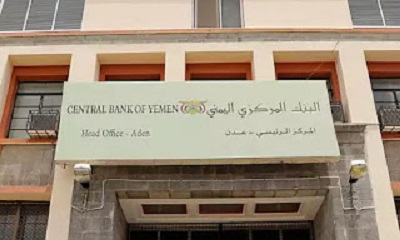 CENTRAL BANK OF YEMEN البنك المركزي اليمني
Head Office - Aden المركز الرئيسي - عدن